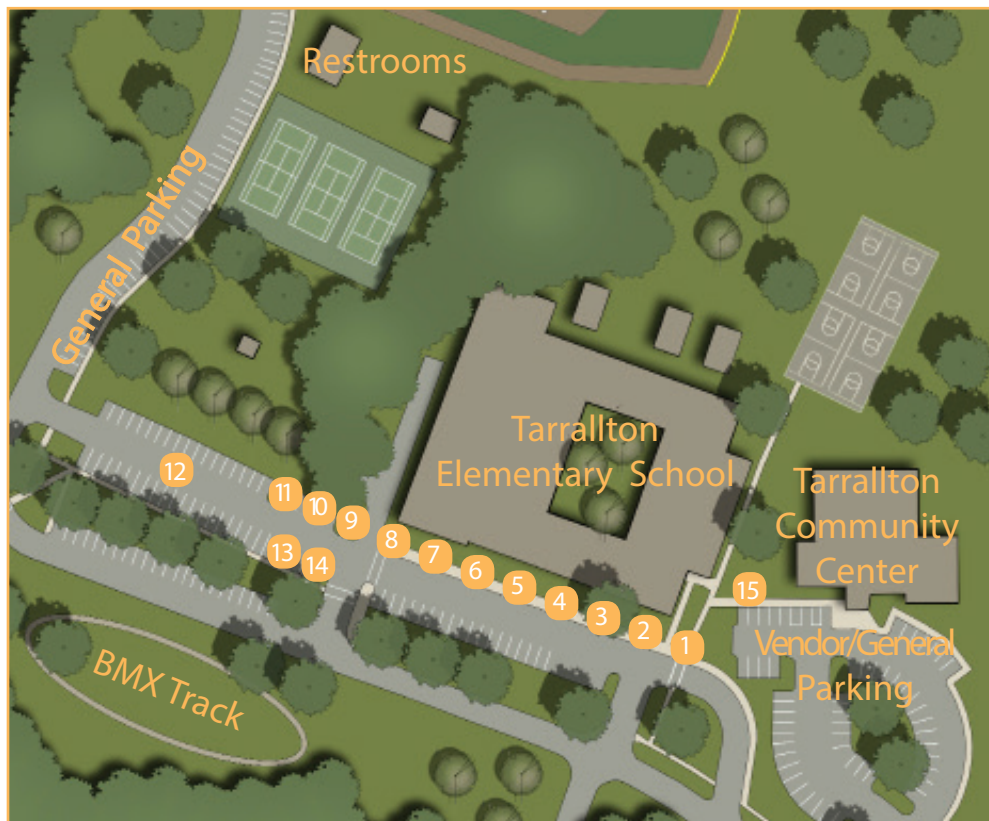 Restrooms
General Parking
Tarrallton
Elementary School
Tarrallton
Community
Center
12
11
10
9
8
7
6
5
4
3
2
1
13
14
15
Vendor/General
Parking
BMX Track